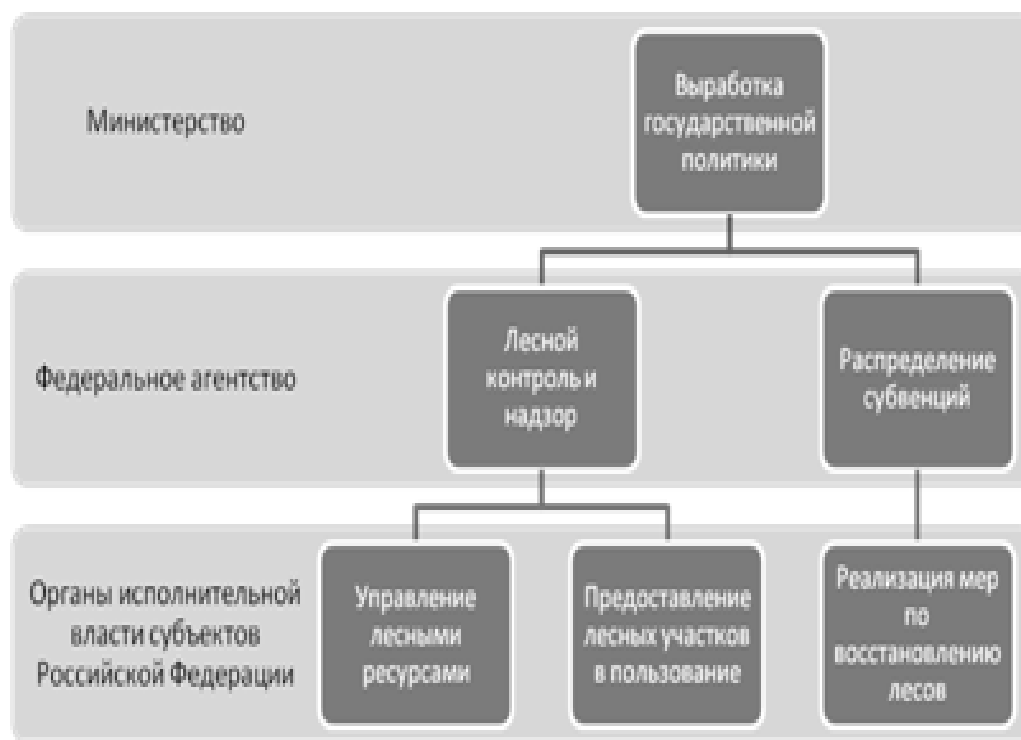 Министерство
Выработка
государственной
политики
Федеральное агентство
Лесной
контроль и
надзор
Распределение
субвенций
Органы исполнительной
власти субъектов
Российской Федерации
Управление
лесными
ресурсами
Предоставление
лесных участков
в пользование
Реализация мер
по
восстановлению
лесов